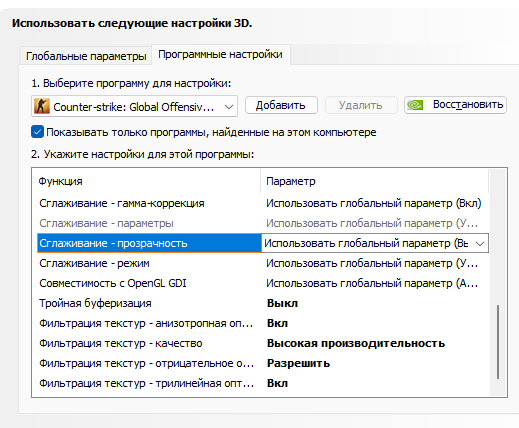 Использовать следующие настройки 3D.
Глобальные параметры Программные настройки
1. Выберите программу для настройки:
Counter-strike: Global Offensiv... Добавить Удалить Восстановить
Показывать только программы, найденные на этом компьютере
2. Укажите настройки для этой программы:
Функция Параметр
Сглаживание - гамма-коррекция Использовать глобальный параметр (Вкл)
Сглаживание - параметры Использовать глобальный параметр (У...
Сглаживание - прозрачность Использовать глобальный параметр (Вы
Сглаживание - режим Использовать глобальный параметр (У...
Совместимость с OpenGL GDI Использовать глобальный параметр (А...
Тройная буферизация Выкл
Фильтрация текстур - анизотропная оп... Вкл
Фильтрация текстур - качество Высокая производительность
Фильтрация текстур - отрицательное о... Разрешить
Фильтрация текстур - трилинейная опт... Вкл